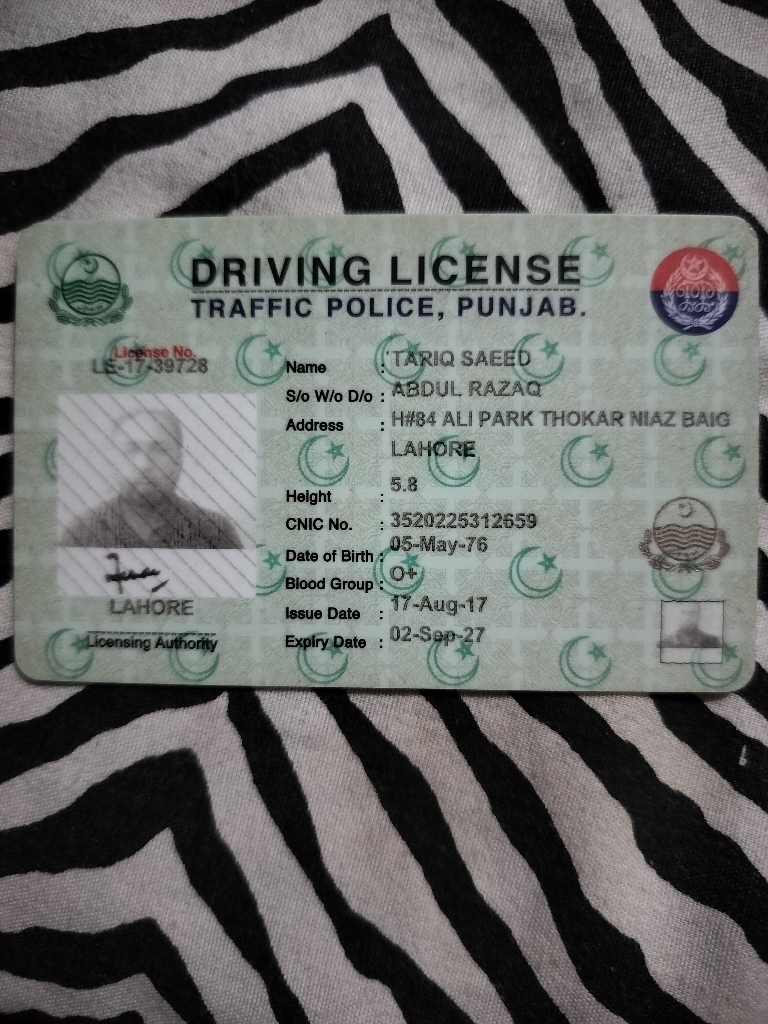 DRIVING LICENSE
TRAFFIC POLICE, PUNJAB.
License No.
LE-17-39728
Name : TARIQ SAEED
S/o W/o D/o : ABDUL RAZAQ
Address : H#84 ALI PARK THOKAR NIAZ BAIG
LAHORE
Height : 5.8
CNIC No. : 3520225312659
Date of Birth : 05-May-76
Blood Group : O+
Issue Date : 17-Aug-17
Expiry Date : 02-Sep-27
LAHORE
Licensing Authority